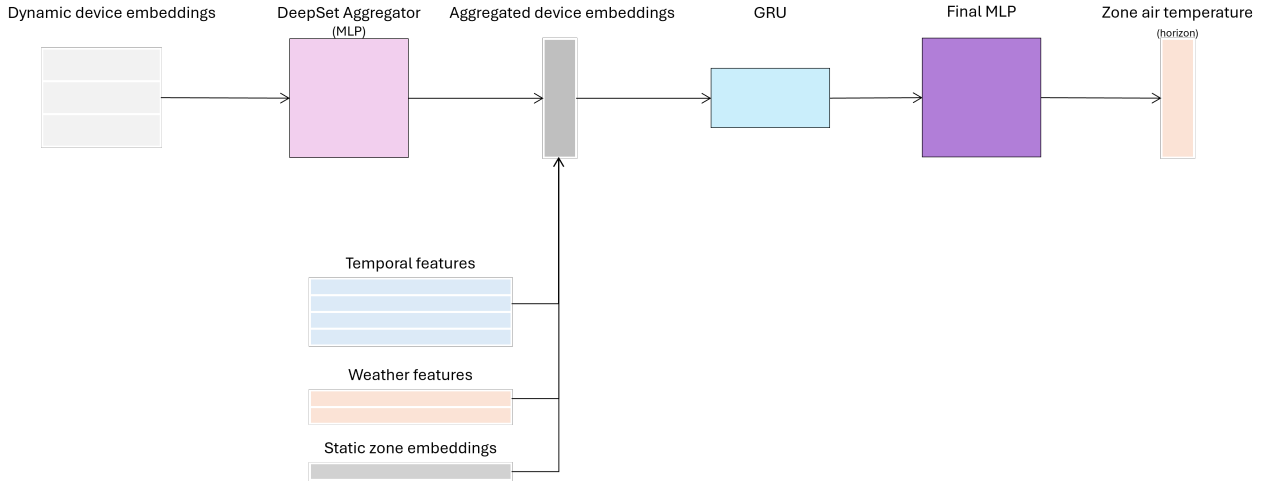 Dynamic device embeddings
DeepSet Aggregator
(MLP)
Aggregated device embeddings
GRU
Final MLP
Zone air temperature
(horizon)
Temporal features
Weather features
Static zone embeddings